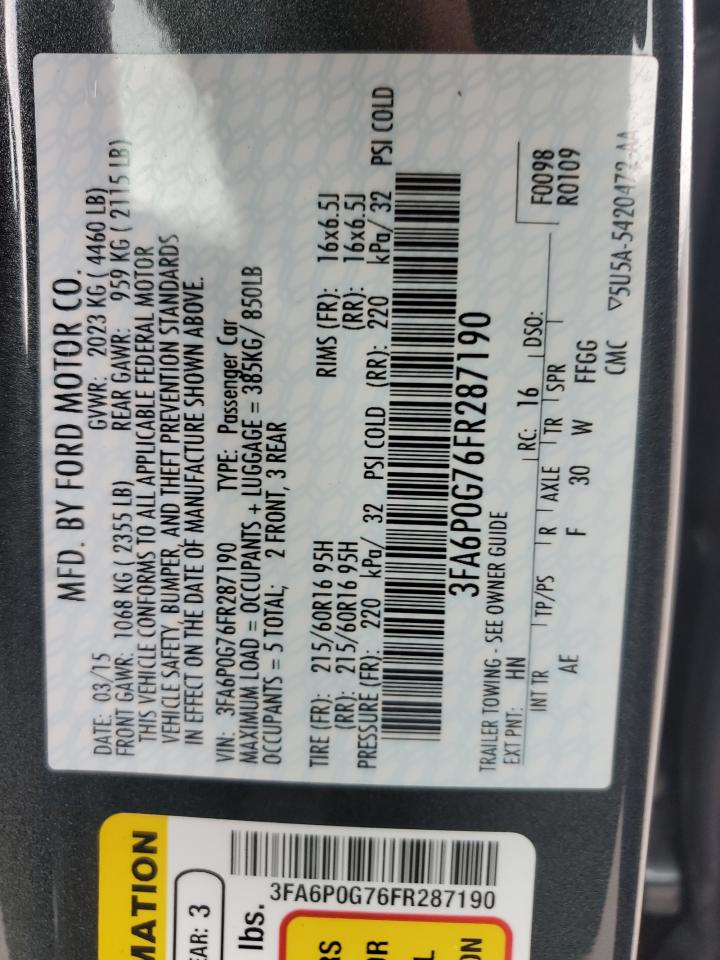 MFD. BY FORD MOTOR CO.
DATE: 03/15 GVWR: 2023 KG ( 4460 LB)
FRONT GAWR: 1068 KG ( 2355 LB) REAR GAWR: 959 KG ( 2115 LB)
THIS VEHICLE CONFORMS TO ALL APPLICABLE FEDERAL MOTOR
VEHICLE SAFETY, BUMPER, AND THEFT PREVENTION STANDARDS
IN EFFECT ON THE DATE OF MANUFACTURE SHOWN ABOVE.
VIN: 3FA6P0G76FR287190 TYPE: Passenger Car
MAXIMUM LOAD = OCCUPANTS + LUGGAGE = 385KG/ 850LB
OCCUPANTS = 5 TOTAL; 2 FRONT, 3 REAR
TIRE (FR): 215/60R16 95H RIMS (FR): 16x6.5J
(RR): 215/60R16 95H (RR): 16x6.5J
PRESSURE (FR): 220 kPa/ 32 PSI COLD (RR): 220 kPa/ 32 PSI COLD
3FA6P0G76FR287190
TRAILER TOWING - SEE OWNER GUIDE
EXT PNT: HN RC: 16 DSO: F0098
R0109
INT TR TP/PS R AXLE TR SPR
AE F 30 W FFGG
CMC ▽5U5A-5420472-AA
MATION
EAR: 3
lbs.
3FA6P0G76FR287190
RS
OR
L
ON